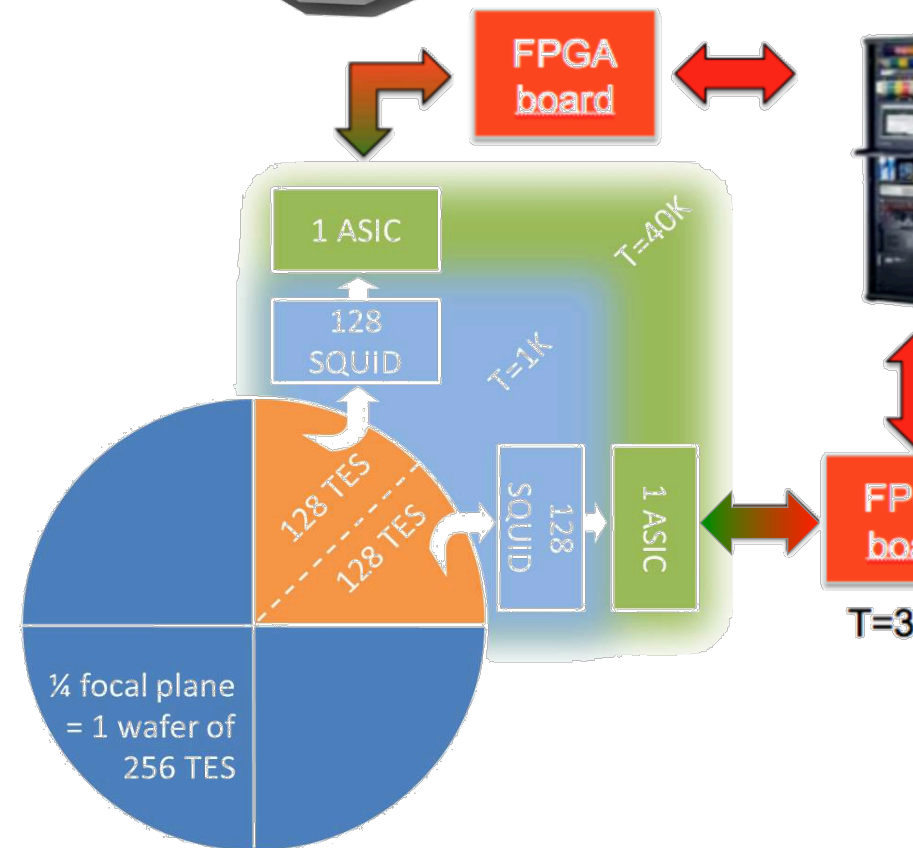 FPGA
board
1 ASIC
T=40K
128
SQUID
T=1K
128 TES
128 TES
128
SQUID
1 ASIC
¼ focal plane
= 1 wafer of
256 TES